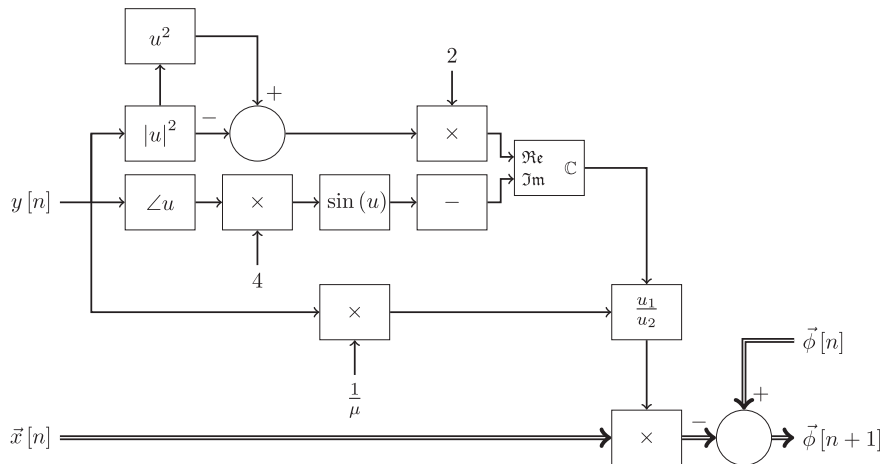 u²
2
+
−
|u|²
×
ℜe
ℑm
ℂ
y[n]
∠u
×
sin(u)
−
4
×
u₁/u₂
1/μ
ϕ⃗[n]
+
−
x⃗[n]
×
ϕ⃗[n+1]